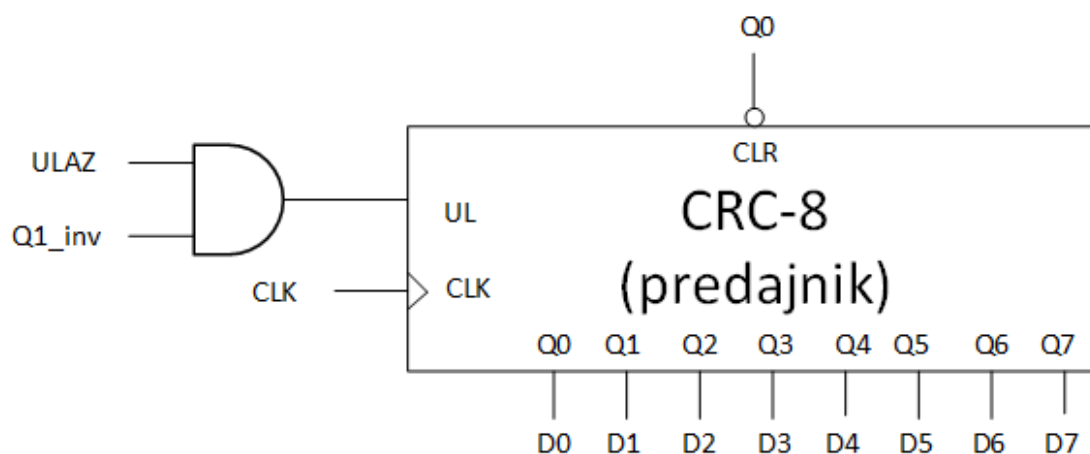 Q0
ULAZ
CLR
UL
CRC-8
Q1_inv
(predajnik)
CLK
CLK
Q0 Q1 Q2 Q3 Q4 Q5 Q6 Q7
D0 D1 D2 D3 D4 D5 D6 D7